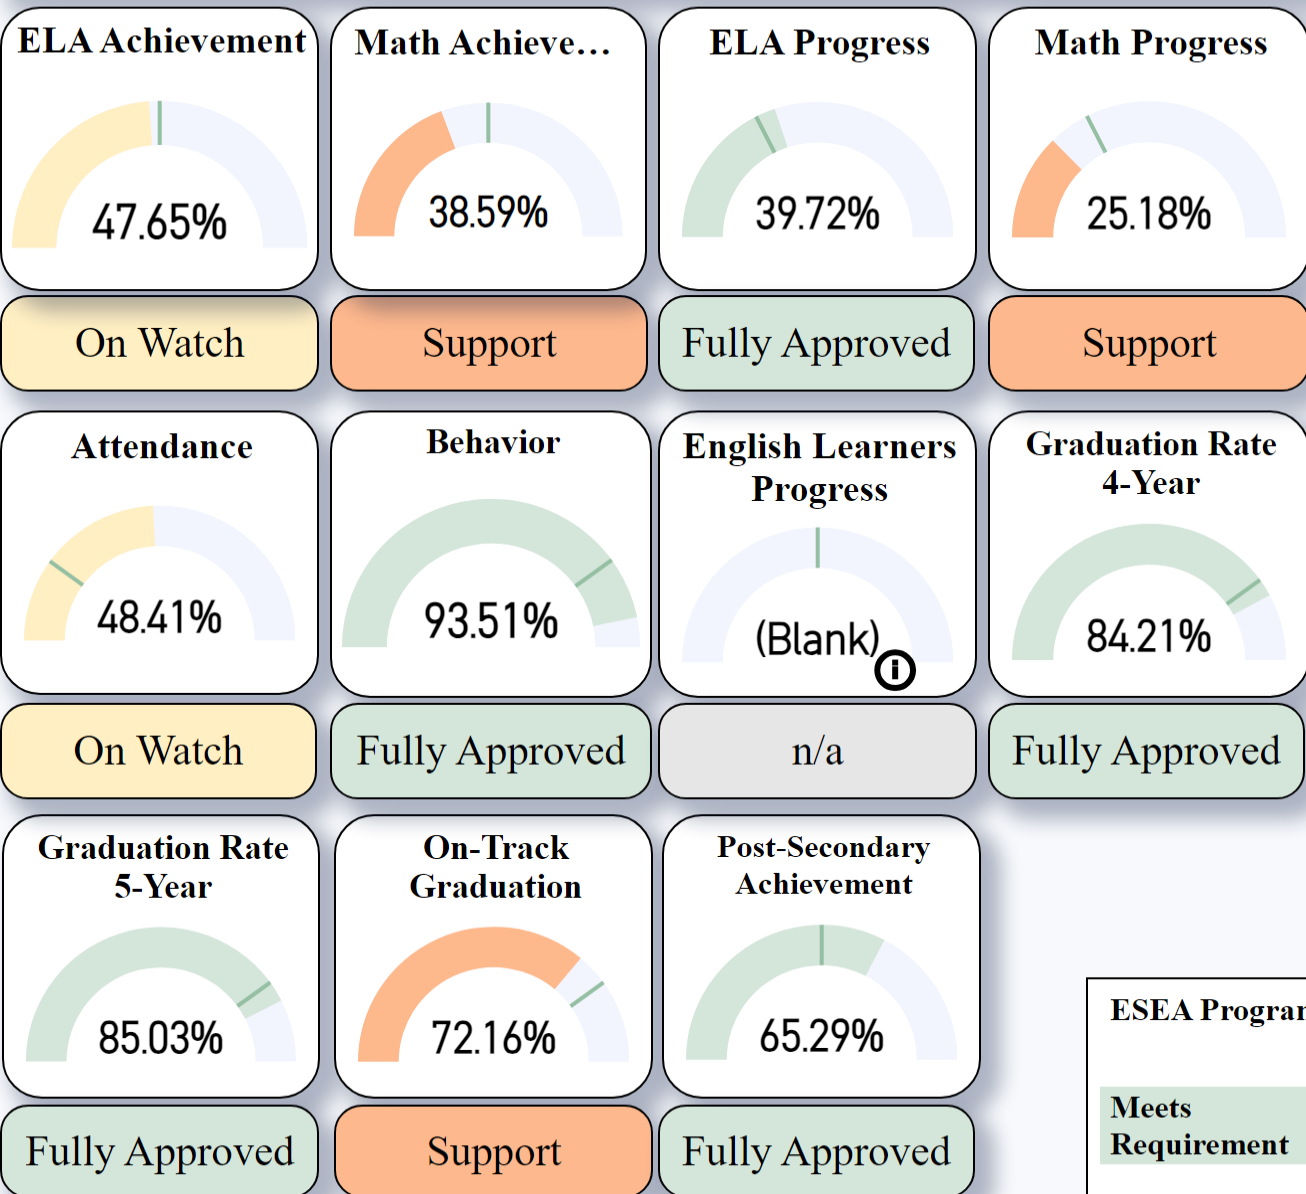 ELA Achievement
Math Achieve...
ELA Progress
Math Progress
47.65%
38.59%
39.72%
25.18%
On Watch
Support
Fully Approved
Support
Attendance
Behavior
English Learners
Progress
Graduation Rate
4-Year
48.41%
93.51%
(Blank)
i
84.21%
On Watch
Fully Approved
n/a
Fully Approved
Graduation Rate
5-Year
On-Track
Graduation
Post-Secondary
Achievement
85.03%
72.16%
65.29%
Fully Approved
Support
Fully Approved
ESEA
Meets
Requirement